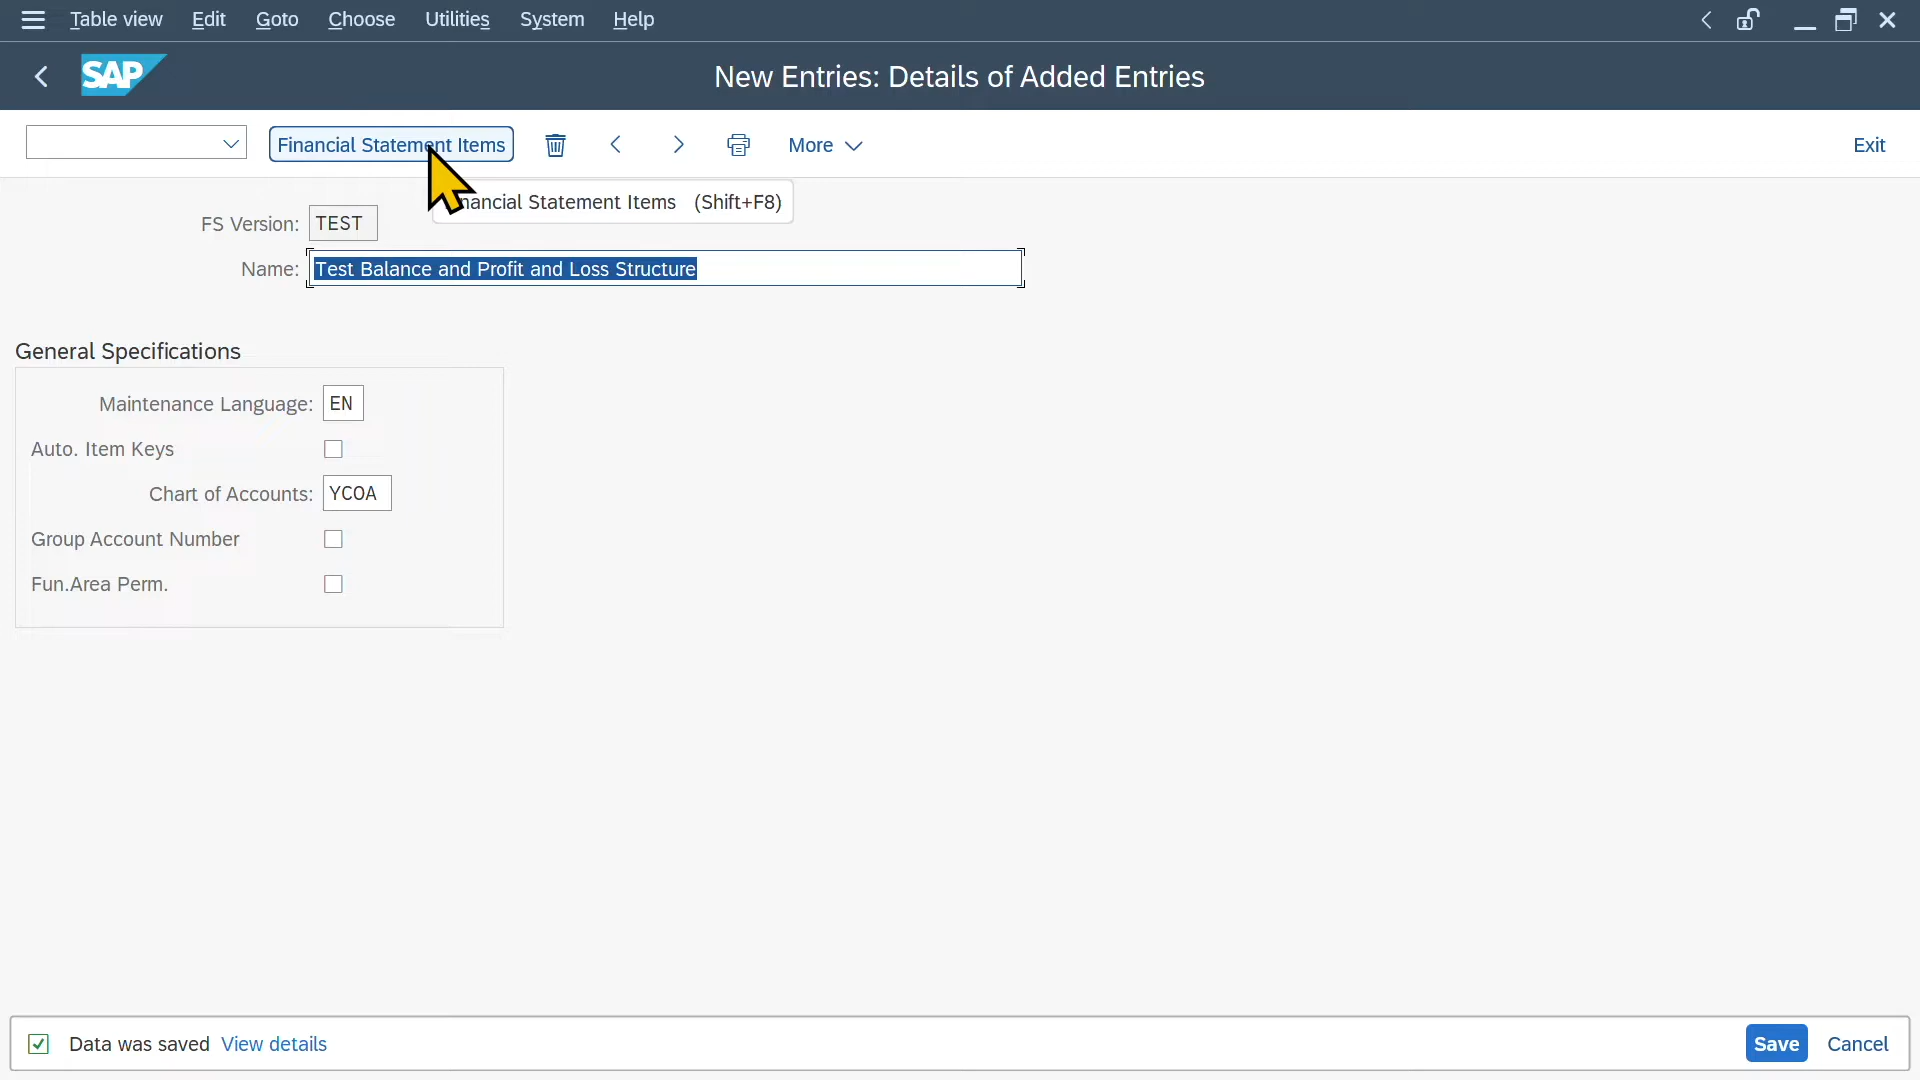 Table view Edit Goto Choose Utilities System Help
SAP New Entries: Details of Added Entries
Financial Statement Items More Exit
Statement Items (Shift+F8)
FS Version: TEST
Name: Test Balance and Profit and Loss Structure
General Specifications
Maintenance Language: EN
Auto. Item Keys
Chart of Accounts: YCOA
Group Account Number
Fun.Area Perm.
Data was saved View details Save Cancel